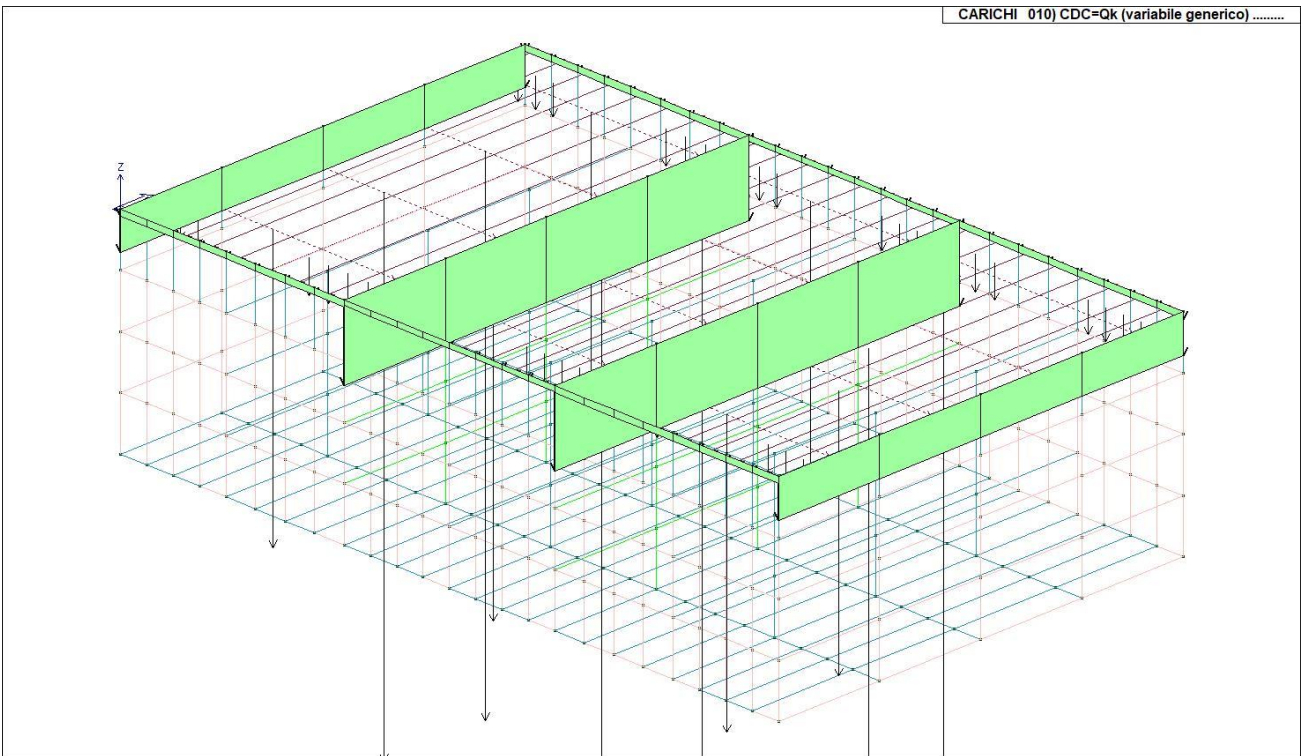 CARICHI 010) CDC=Qk (variabile generico) .........
Z